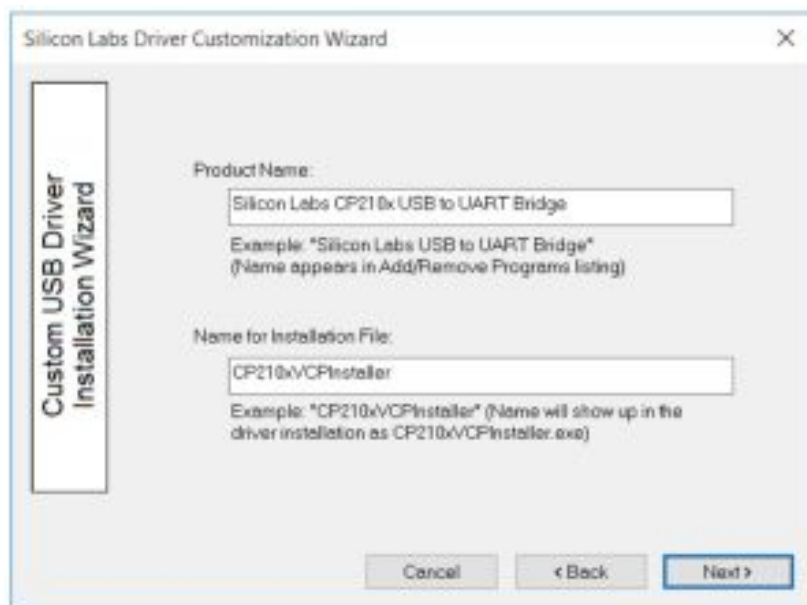 Silicon Labs Driver Customization Wizard
Custom USB Driver
Installation Wizard
Product Name:
Silicon Labs CP210x USB to UART Bridge
Example: "Silicon Labs USB to UART Bridge"
(Name appears in Add/Remove Programs listing)
Name for Installation File:
CP210xVCPInstaller
Example: "CP210xVCPInstaller" (Name will show up in the
driver installation as CP210xVCPInstaller.exe)
Cancel
< Back
Next >